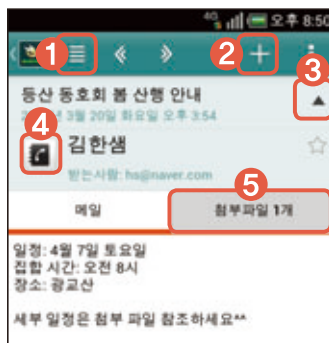 4G 오후 8:50
1 2
3
등산 동호회 봄 산행 안내
3월 20일 화요일 오후 3:54
4
김한샘
받는사람: hs@naver.com
5
메일 첨부파일 1개
일정: 4월 7일 토요일
집합 시간: 오전 8시
장소: 광교산
세부 일정은 첨부 파일 참조하세요^^